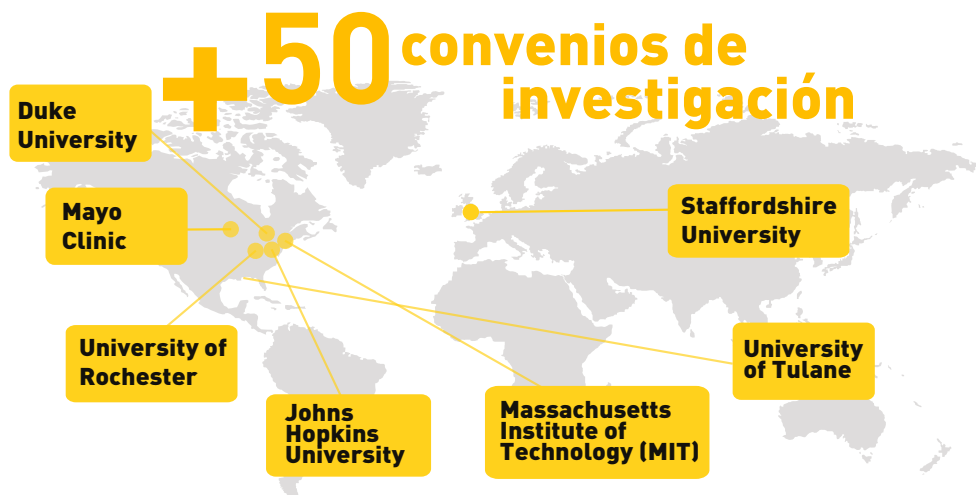 +50 convenios de
investigación
Duke
University
Mayo
Clinic
Staffordshire
University
University of
Rochester
University
of Tulane
Johns
Hopkins
University
Massachusetts
Institute of
Technology (MIT)